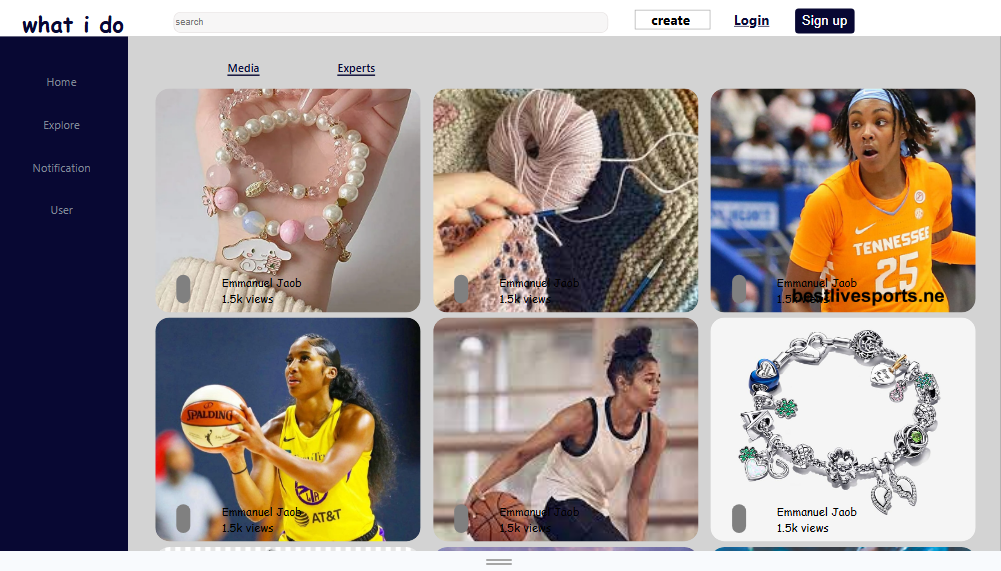 what i do
search
create
Login
Sign up
Home
Explore
Notification
User
Media
Experts
Emmanuel Jaob
1.5k views
Emmanuel Jaob
1.5k views
TENNESSEE
25
Emmanuel Jaob
1.5k views
bestlivesports.ne
SPALDING
AT&T
Emmanuel Jaob
1.5k views
Emmanuel Jaob
1.5k views
Emmanuel Jaob
1.5k views